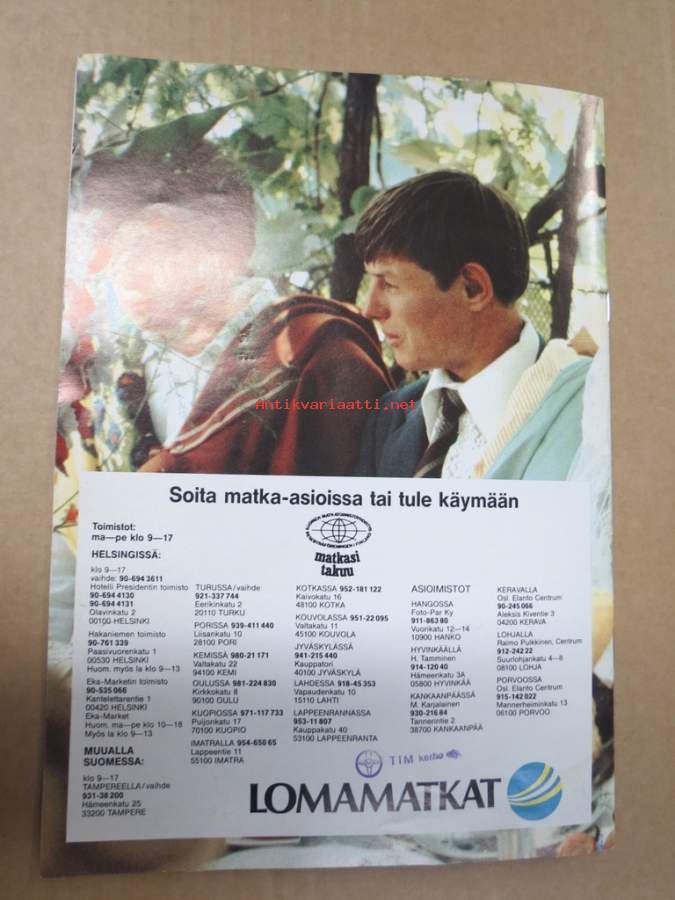 Antikvariaatti.net
Soita matka-asioissa tai tule käymään
Toimistot:
ma—pe klo 9—17
HELSINGISSÄ:
klo 9—17
vaihde: 90-694 3611
Hotelli Presidentin toimisto
90-694 4130
90-694 4131
Olavinkatu 2
00100 HELSINKI
Hakaniemen toimisto
90-761 339
Paasivuorenkatu 1
00530 HELSINKI
Huom. myös la klo 9—13
Eka-Marketin toimisto
90-535 066
Kantelettarentie 1
00420 HELSINKI
Eka-Market
Huom. ma—pe klo 10—18
Myös la klo 9—13
MUUALLA
SUOMESSA:
klo 9—17
TAMPEREELLA/vaihde
931-38 200
Hämeenkatu 25
33200 TAMPERE
TURUSSA/vaihde
921-337 744
Eerikinkatu 2
20110 TURKU
PORISSA 939-411 440
Liisankatu 10
28100 PORI
KEMISSÄ 980-21 171
Valtakatu 22
94100 KEMI
OULUSSA 981-224 830
Kirkkokatu 8
90100 OULU
KUOPIOSSA 971-117 733
Puijonkatu 17
70100 KUOPIO
IMATRALLA 954-650 65
Lappeentie 11
55100 IMATRA
matkasi
takuu
KOTKASSA 952-181 122
Kaivokatu 16
48100 KOTKA
KOUVOLASSA 951-22 095
Valtakatu 11
45100 KOUVOLA
JYVÄSKYLÄSSÄ
941-215 440
Kauppatori
40100 JYVÄSKYLÄ
LAHDESSA 918-45 353
Vapaudenkatu 10
15110 LAHTI
LAPPEENRANNASSA
953-11 807
Kauppakatu 40
53100 LAPPEENRANTA
ASIOIMISTOT
HANGOSSA
Foto-Par Ky
911-863 80
Vuorikatu 12—14
10900 HANKO
HYVINKÄÄLLÄ
H. Tamminen
914-120 40
Hämeenkatu 3A
05800 HYVINKÄÄ
KANKAANPÄÄSSÄ
M. Karjalainen
930-216 84
Tannerintie 2
38700 KANKAANPÄÄ
KERAVALLA
Osl. Elanto Centrum
90-245 066
Aleksis Kiventie 3
04200 KERAVA
LOHJALLA
Raimo Pulkkinen, Centrum
912-242 22
Suurlohjankatu 4—8
08100 LOHJA
PORVOOSSA
Osl. Elanto Centrum
915-142 022
Mannerheiminkatu 13
06100 PORVOO
TIM kerho
LOMAMATKAT